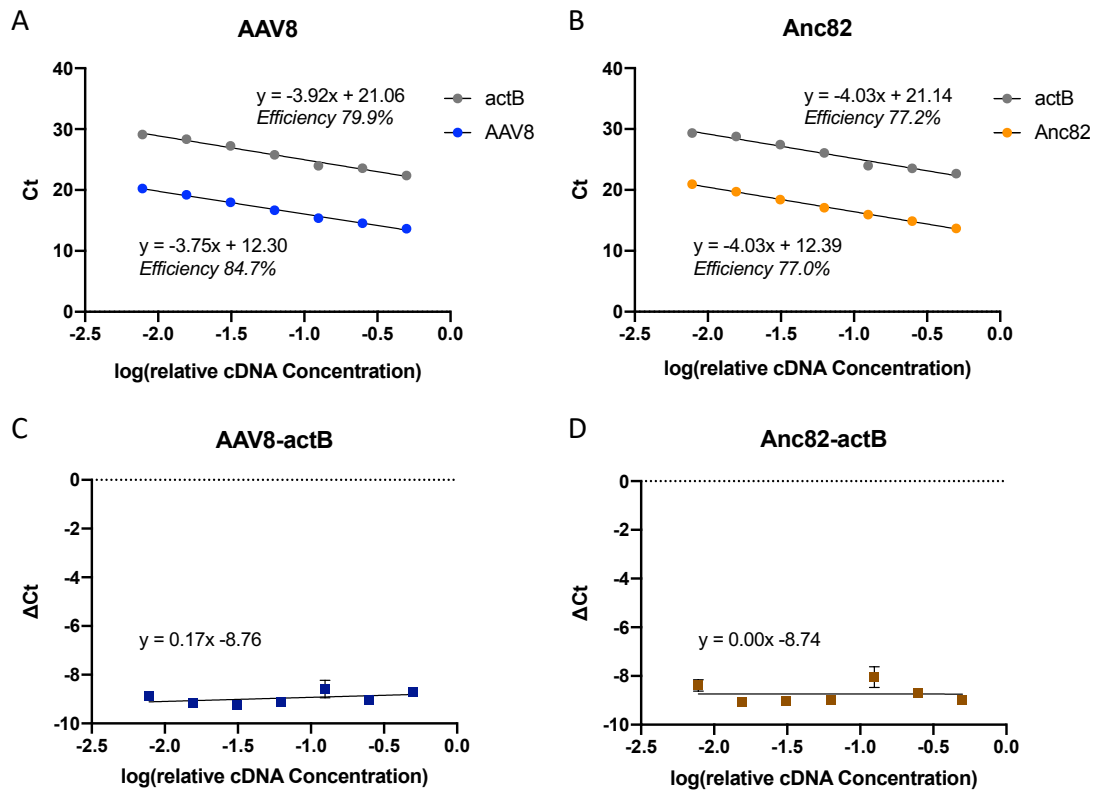 A
AAV8
40
30
20
10
0
Ct
y = -3.92x + 21.06
Efficiency 79.9%
y = -3.75x + 12.30
Efficiency 84.7%
actB
AAV8
-2.5
-2.0
-1.5
-1.0
-0.5
0.0
log(relative cDNA Concentration)
B
Anc82
40
30
20
10
0
Ct
y = -4.03x + 21.14
Efficiency 77.2%
y = -4.03x + 12.39
Efficiency 77.0%
actB
Anc82
-2.5
-2.0
-1.5
-1.0
-0.5
0.0
log(relative cDNA Concentration)
C
AAV8-actB
0
-2
-4
-6
-8
-10
ΔCt
y = 0.17x -8.76
-2.5
-2.0
-1.5
-1.0
-0.5
0.0
log(relative cDNA Concentration)
D
Anc82-actB
0
-2
-4
-6
-8
-10
ΔCt
y = 0.00x -8.74
-2.5
-2.0
-1.5
-1.0
-0.5
0.0
log(relative cDNA Concentration)